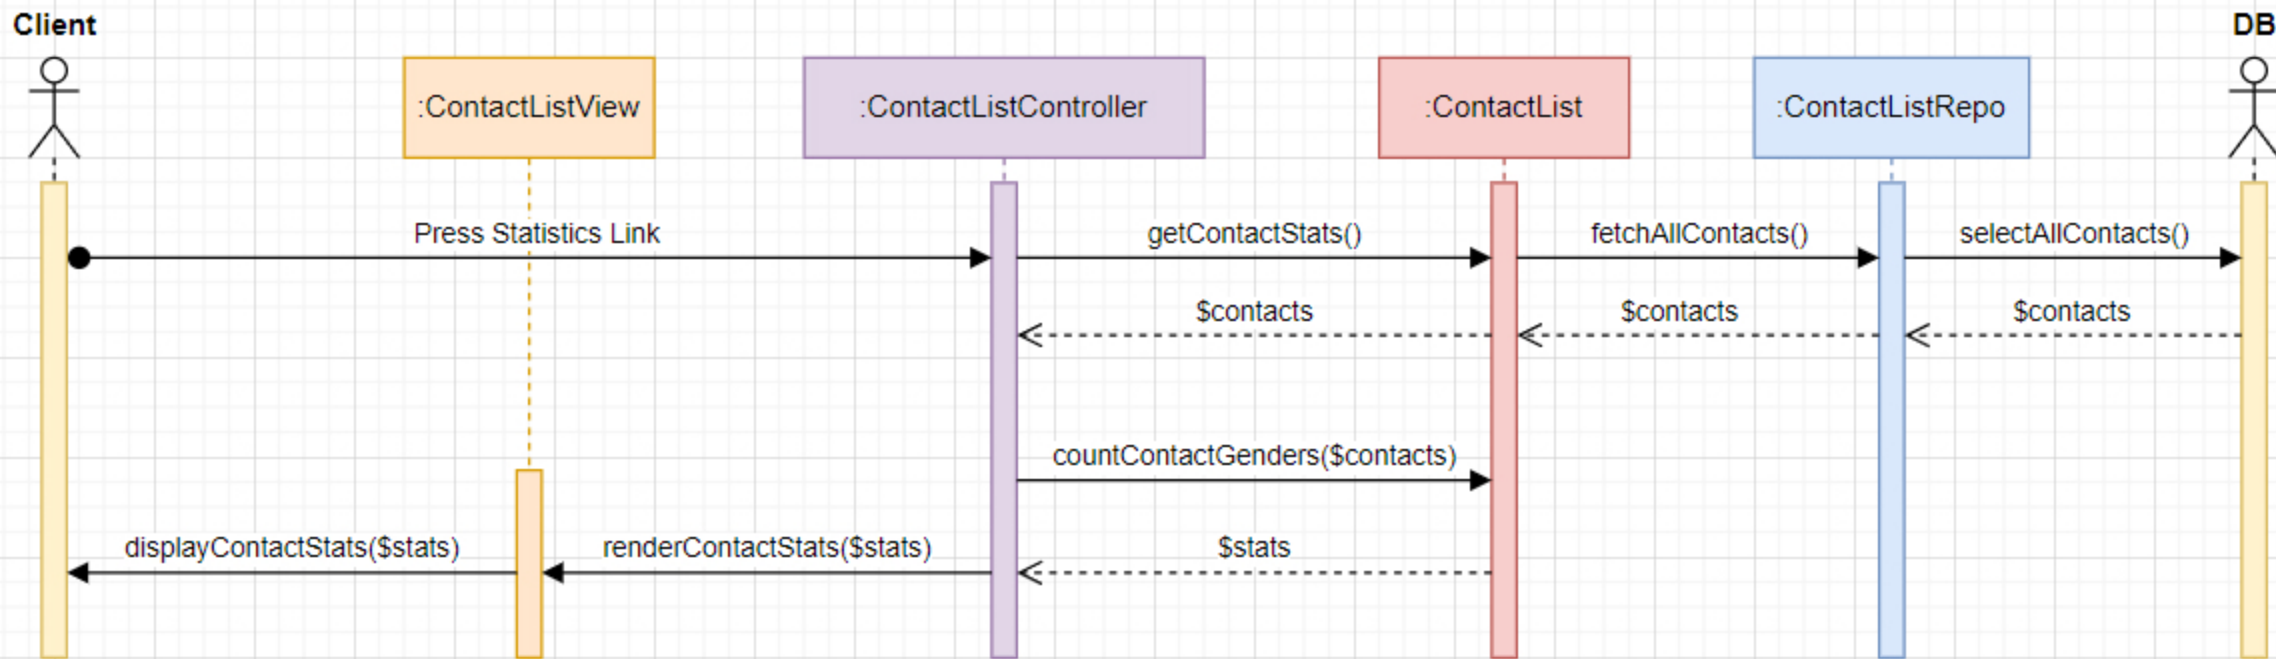 Client
DB
:ContactListView
:ContactListController
:ContactList
:ContactListRepo
Press Statistics Link
getContactStats()
fetchAllContacts()
selectAllContacts()
$contacts
$contacts
$contacts
countContactGenders($contacts)
displayContactStats($stats)
renderContactStats($stats)
$stats